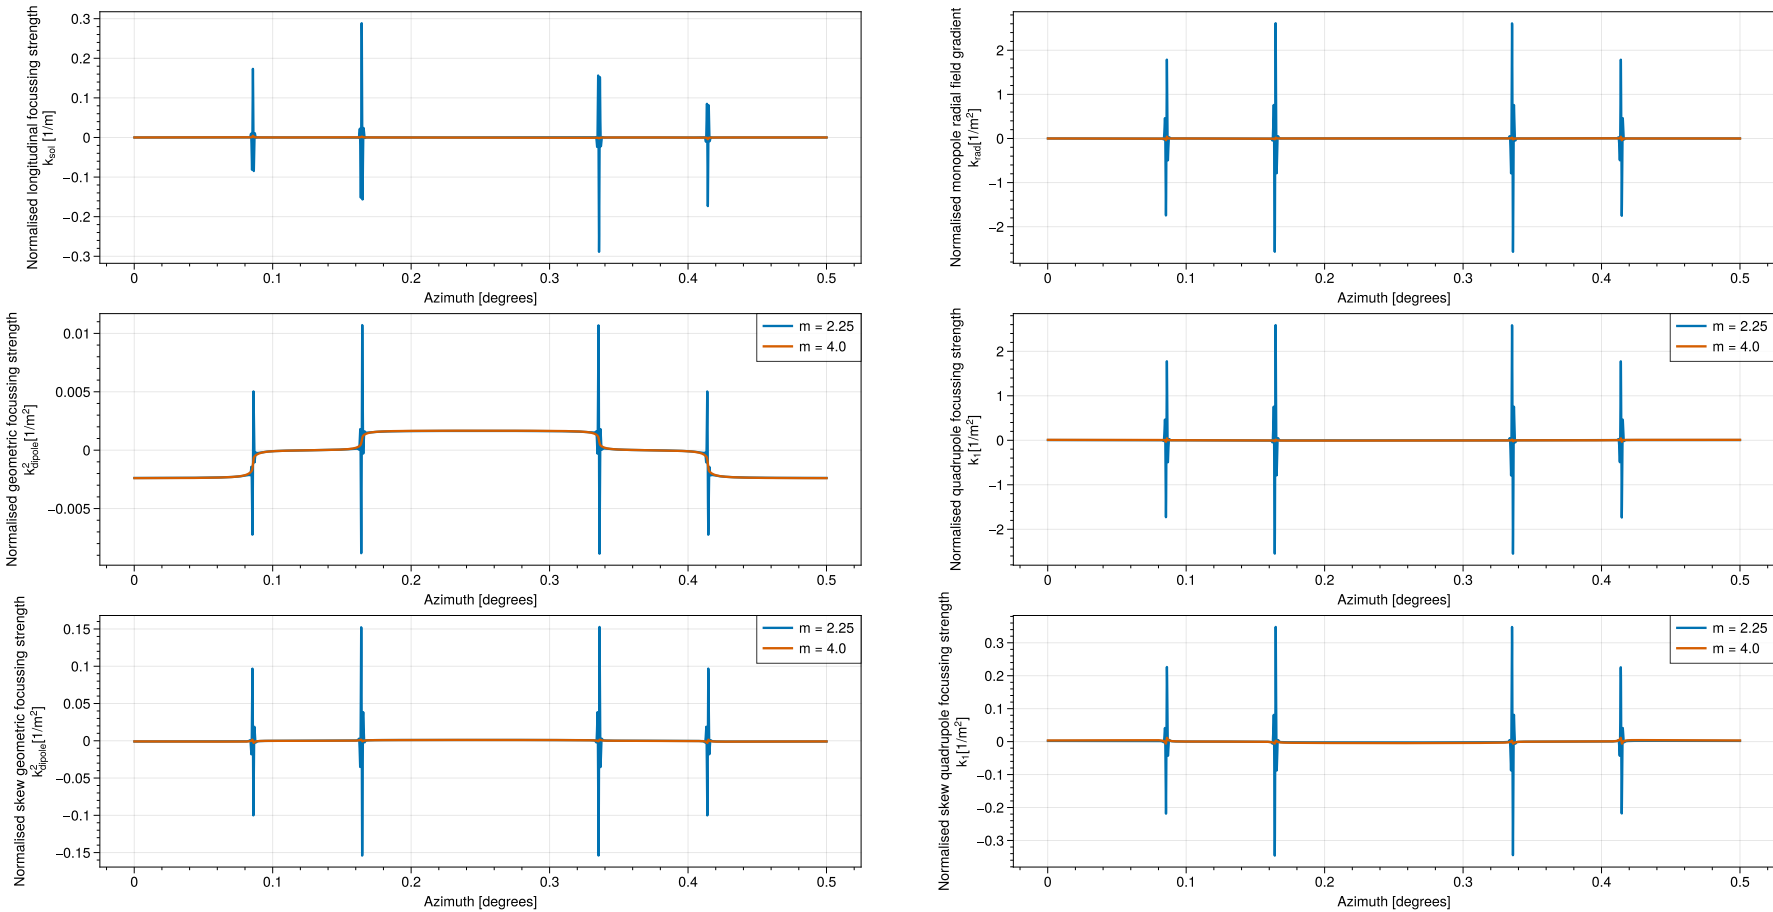 Normalised longitudinal focussing strength
k_sol [1/m]
0.3
0.2
0.1
0
−0.1
−0.2
−0.3
0 0.1 0.2 0.3 0.4 0.5
Azimuth [degrees]
Normalised monopole radial field gradient
k_rad[1/m²]
2
1
0
−1
−2
0 0.1 0.2 0.3 0.4 0.5
Azimuth [degrees]
Normalised geometric focussing strength
k²_dipole[1/m²]
0.01
0.005
0
−0.005
0 0.1 0.2 0.3 0.4 0.5
Azimuth [degrees]
m = 2.25
m = 4.0
Normalised quadrupole focussing strength
k₁[1/m²]
2
1
0
−1
−2
0 0.1 0.2 0.3 0.4 0.5
Azimuth [degrees]
m = 2.25
m = 4.0
Normalised skew geometric focussing strength
k²_dipole[1/m²]
0.15
0.1
0.05
0
−0.05
−0.1
−0.15
0 0.1 0.2 0.3 0.4 0.5
Azimuth [degrees]
m = 2.25
m = 4.0
Normalised skew quadrupole focussing strength
k₁[1/m²]
0.3
0.2
0.1
0
−0.1
−0.2
−0.3
0 0.1 0.2 0.3 0.4 0.5
Azimuth [degrees]
m = 2.25
m = 4.0